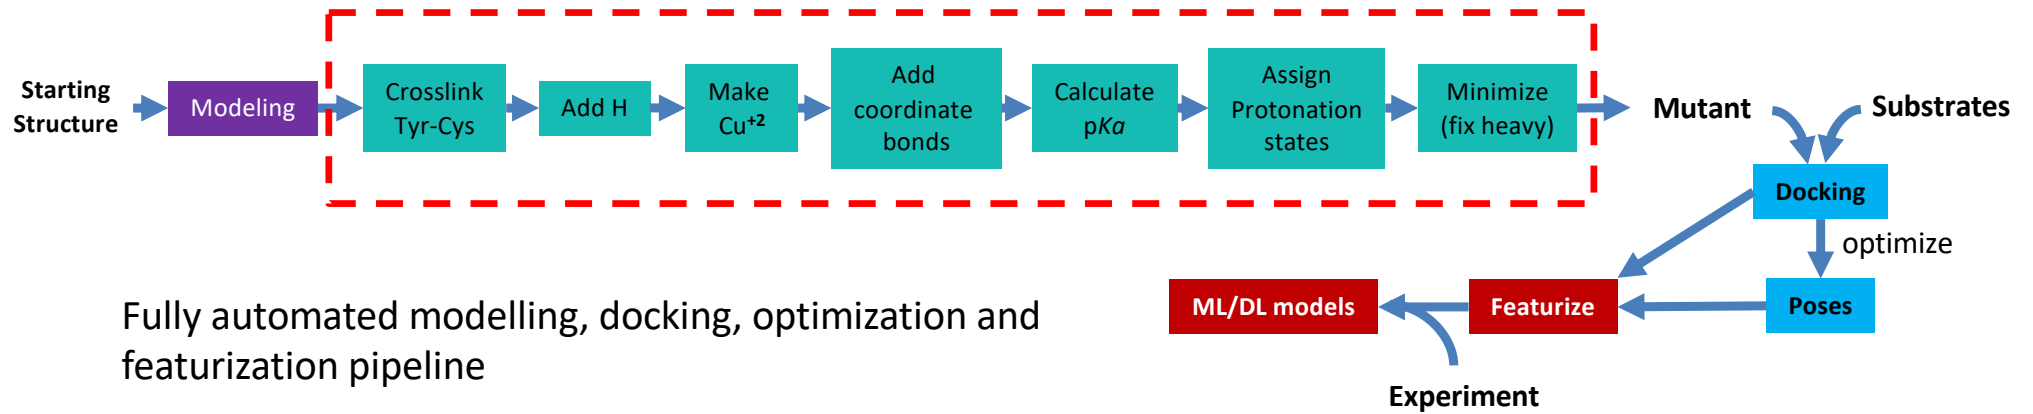 Starting
Structure
Modeling
Crosslink
Tyr-Cys
Add H
Make
Cu+2
Add
coordinate
bonds
Calculate
pKa
Assign
Protonation
states
Minimize
(fix heavy)
Mutant
Substrates
Docking
optimize
ML/DL models
Featurize
Poses
Experiment
Fully automated modelling, docking, optimization and
featurization pipeline